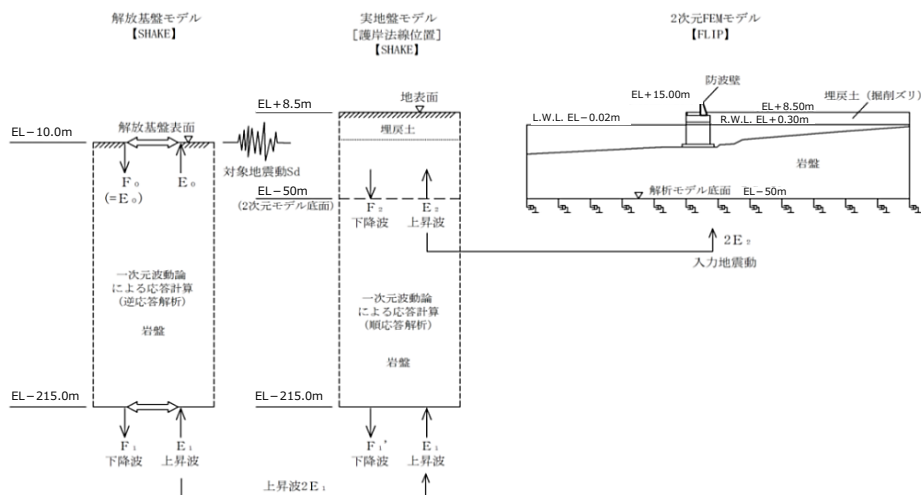 解放基盤モデル
【SHAKE】
EL−10.0m
解放基盤表面
F₀
(=E₀)
E₀
対象地震動Sd
一次元波動論
による応答計算
(逆応答解析)
岩盤
EL−215.0m
F₁
下降波
E₁
上昇波
上昇波2E₁
実地盤モデル
[護岸法線位置]
【SHAKE】
EL+8.5m
地表面
埋戻土
EL−50m
(2次元モデル底面)
F₂
下降波
E₂
上昇波
一次元波動論
による応答計算
(順応答解析)
岩盤
EL−215.0m
F₁'
下降波
E₁
上昇波
2次元FEMモデル
【FLIP】
防波壁
EL+15.00m
埋戻土 (掘削ズリ)
EL+8.50m
L.W.L. EL−0.02m
R.W.L. EL+0.30m
岩盤
解析モデル底面
EL−50m
2E₂
入力地震動